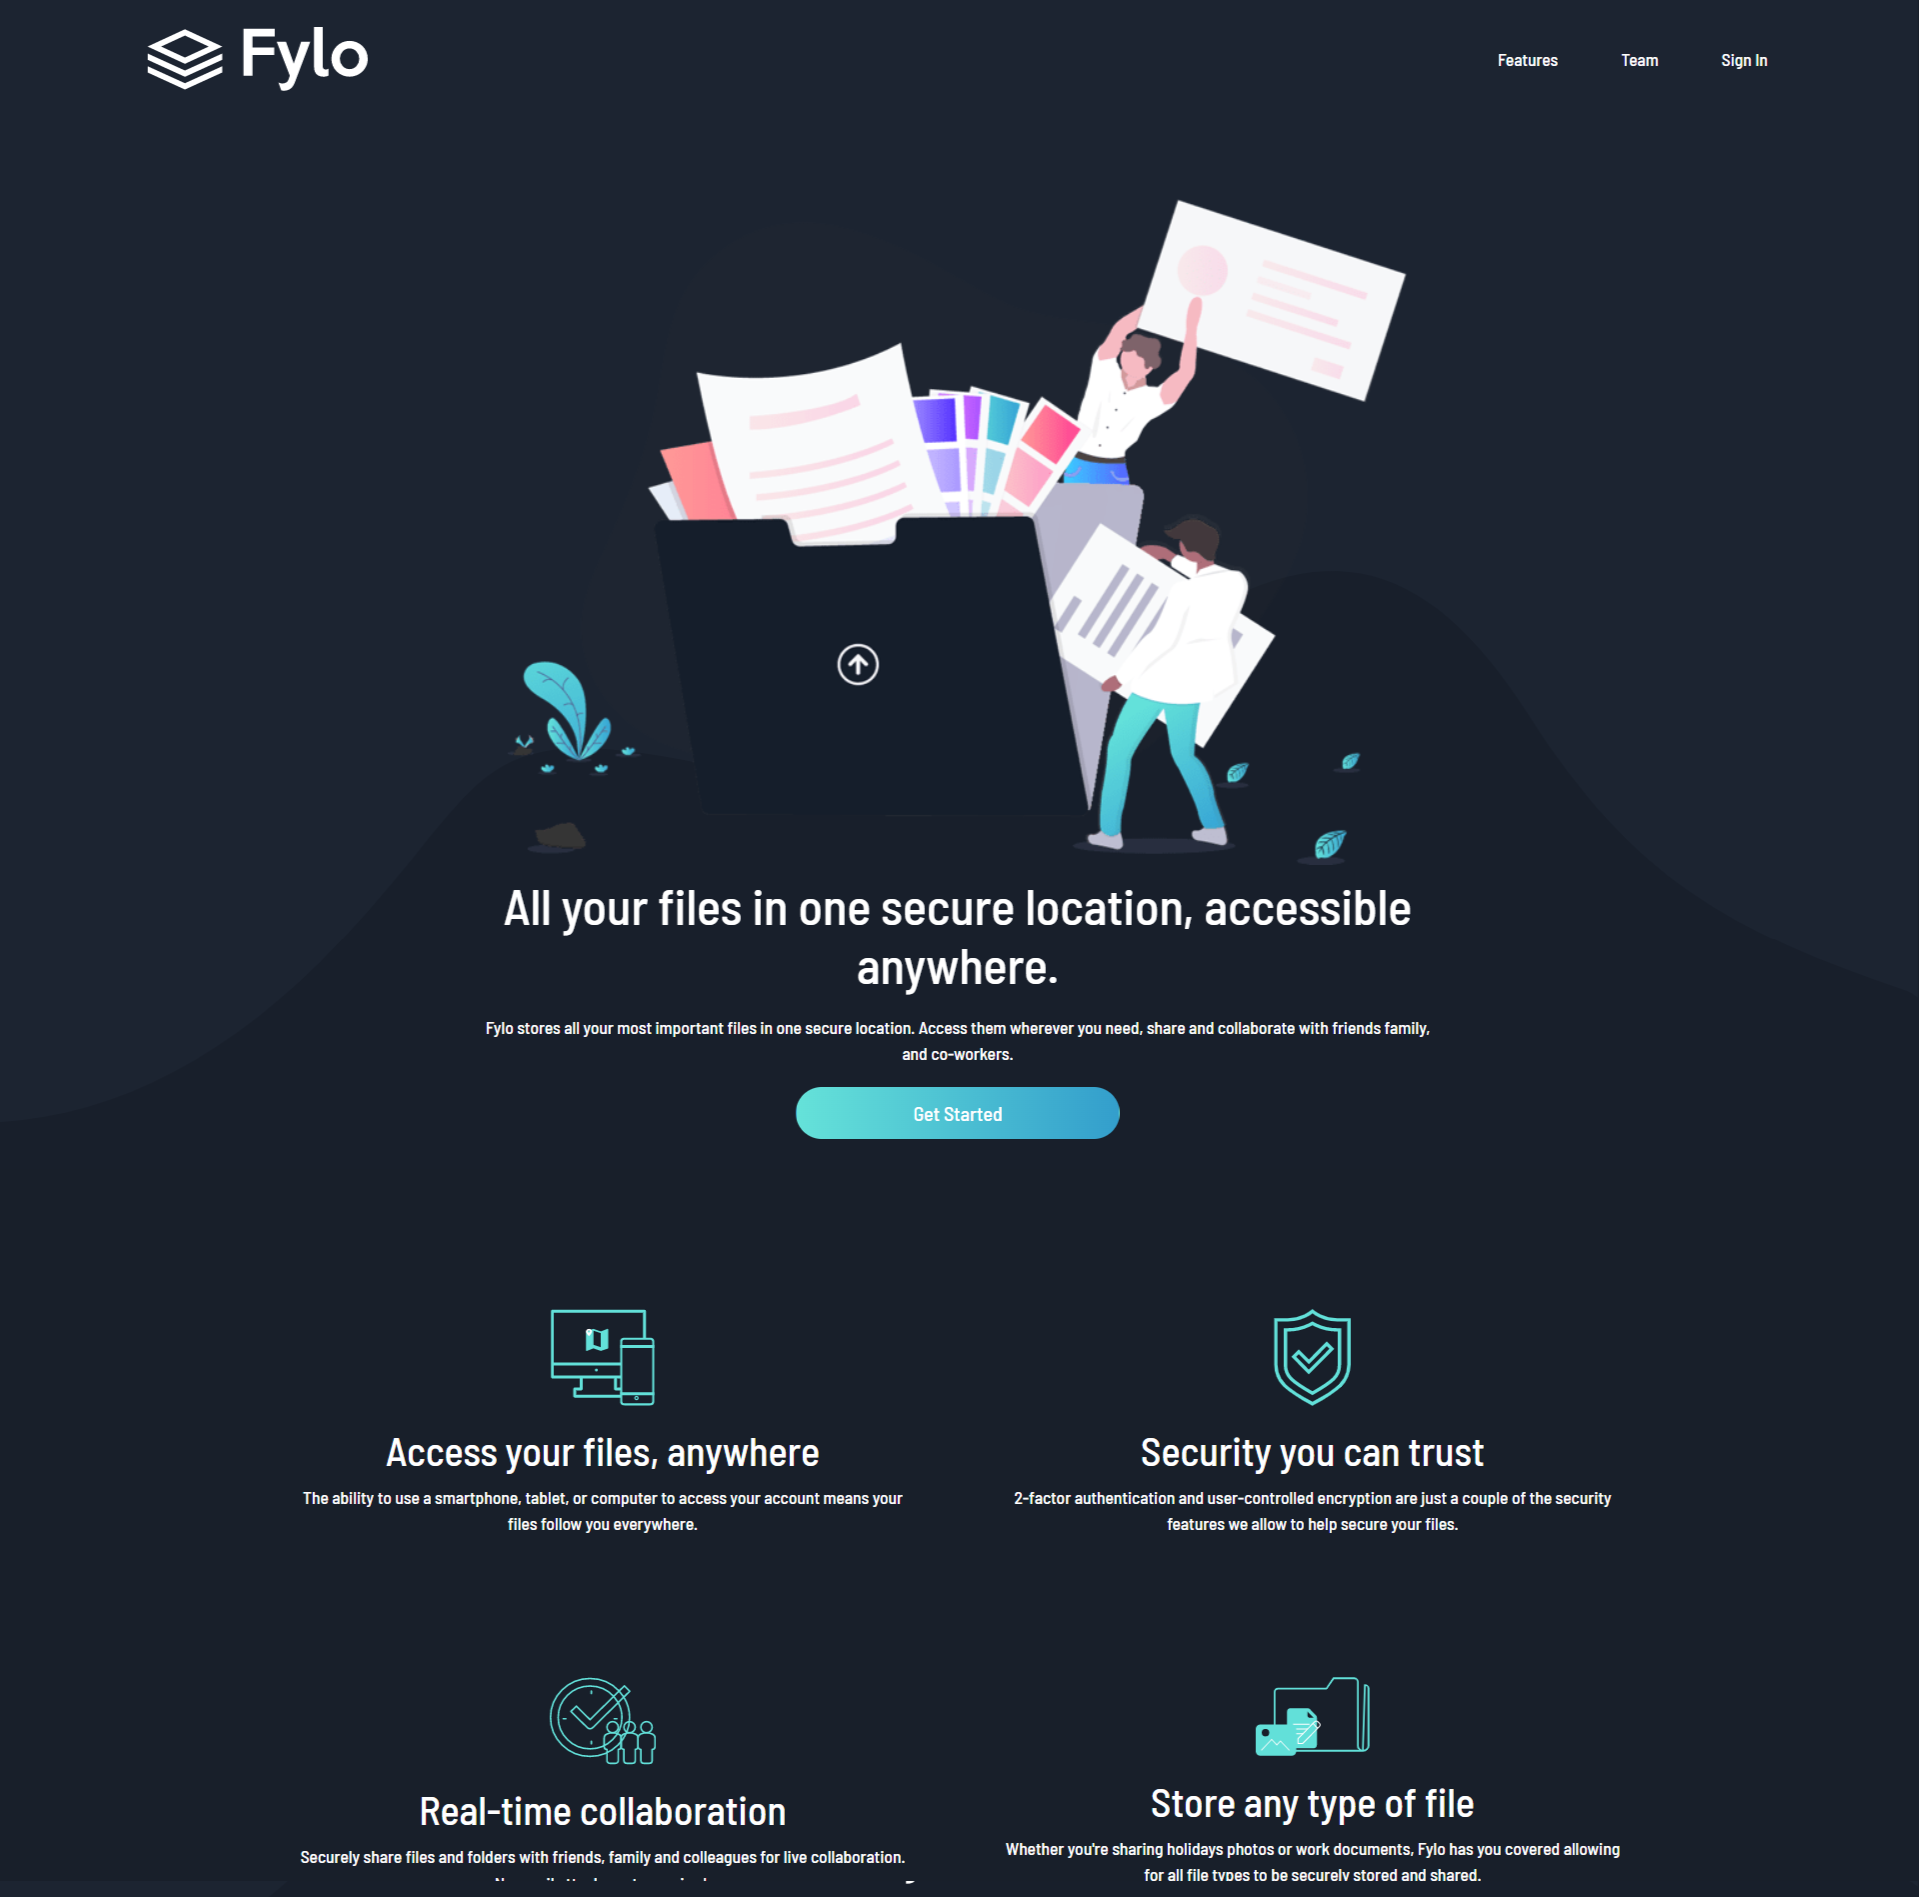 Fylo
Features
Team
Sign In
All your files in one secure location, accessible
anywhere.
Fylo stores all your most important files in one secure location. Access them wherever you need, share and collaborate with friends family,
and co-workers.
Get Started
Access your files, anywhere
The ability to use a smartphone, tablet, or computer to access your account means your
files follow you everywhere.
Security you can trust
2-factor authentication and user-controlled encryption are just a couple of the security
features we allow to help secure your files.
Real-time collaboration
Securely share files and folders with friends, family and colleagues for live collaboration.
Store any type of file
Whether you're sharing holidays photos or work documents, Fylo has you covered allowing
for all file types to be securely stored and shared.